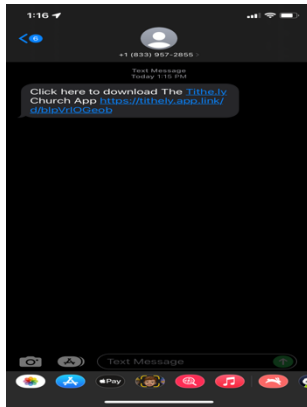 1:16
6
+1 (833) 957-2855 >
Text Message
Today 1:15 PM
Click here to download The Tithe.ly
Church App https://tithely.app.link/
Text Message
Pay